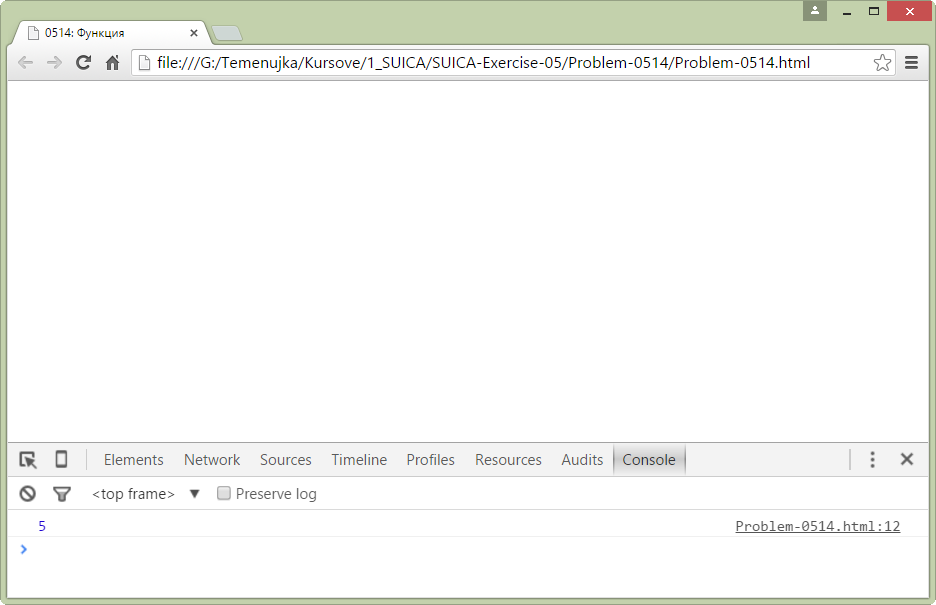 0514: Функция
file:///G:/Temenujka/Kursove/1_SUICA/SUICA-Exercise-05/Problem-0514/Problem-0514.html
Elements Network Sources Timeline Profiles Resources Audits Console
<top frame> Preserve log
5 Problem-0514.html:12